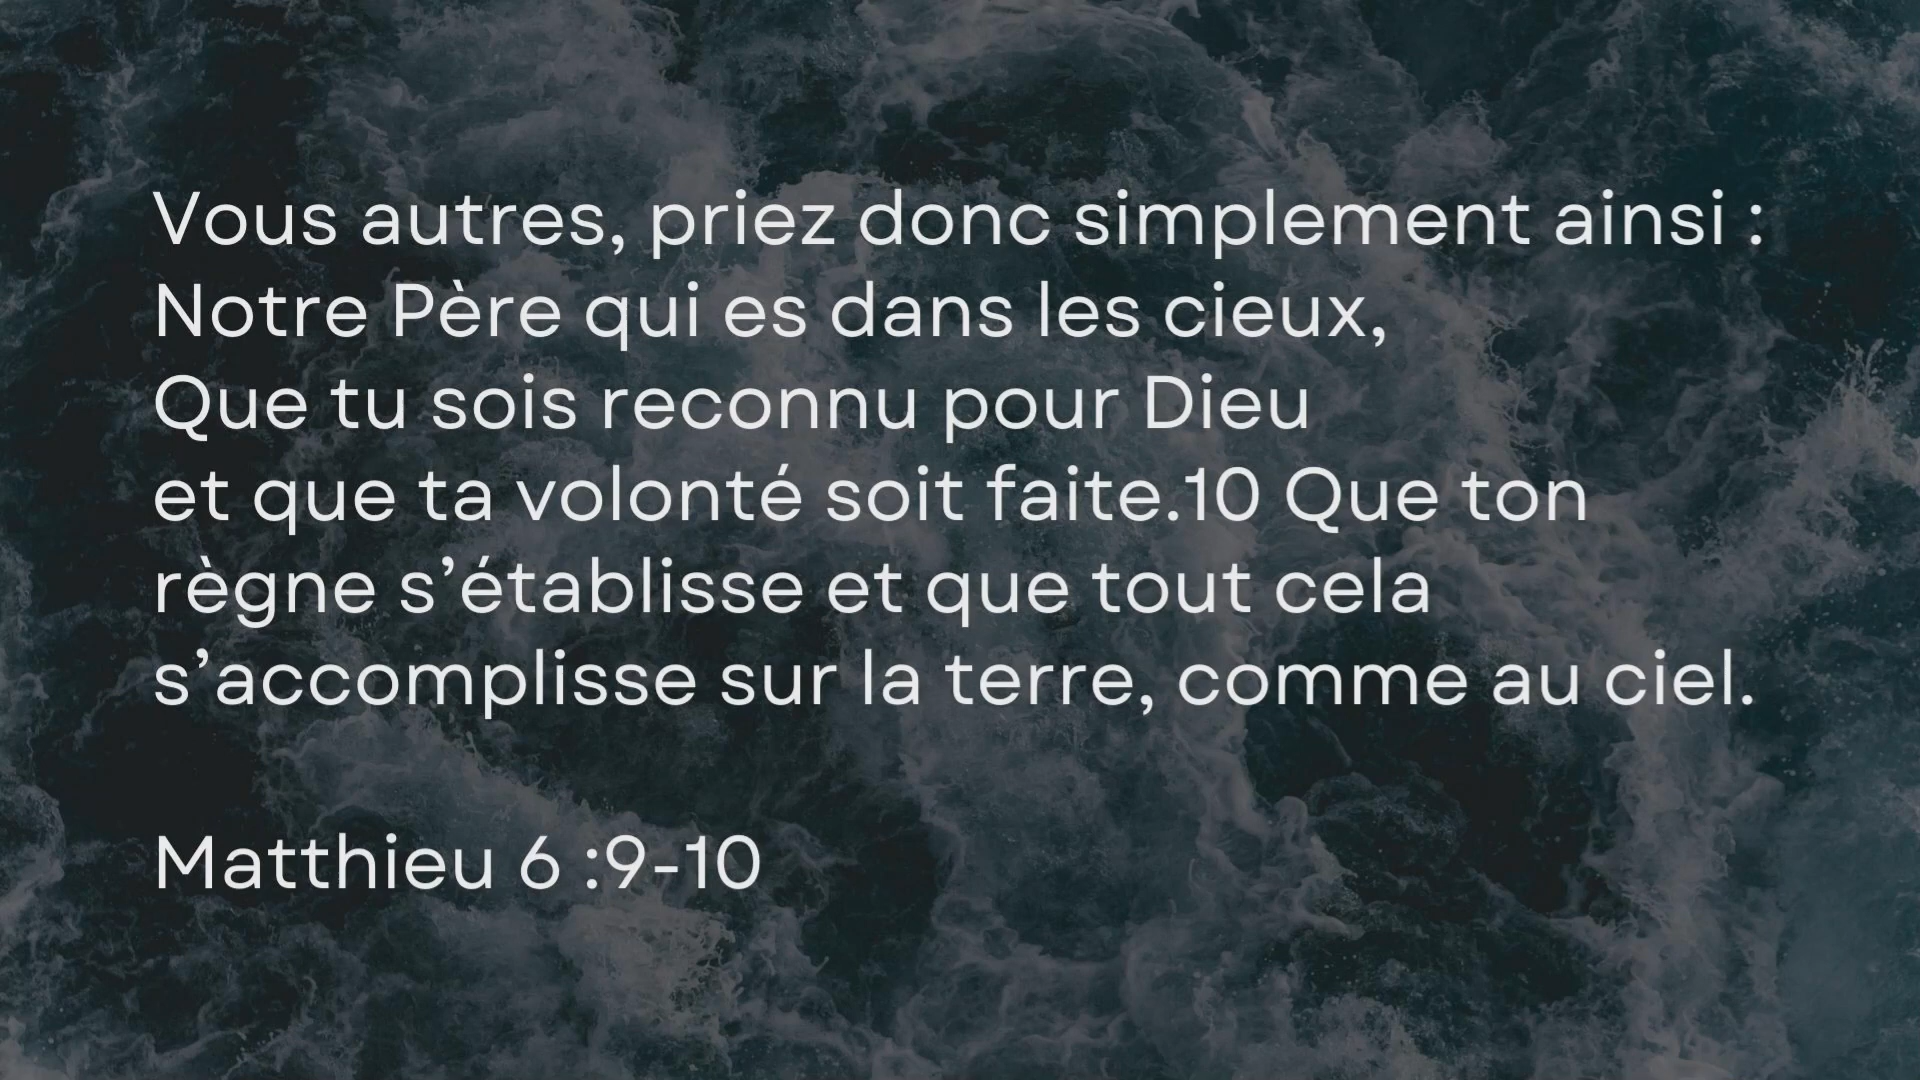 Vous autres, priez donc simplement ainsi :
Notre Père qui es dans les cieux,
Que tu sois reconnu pour Dieu
et que ta volonté soit faite.10 Que ton
règne s’établisse et que tout cela
s’accomplisse sur la terre, comme au ciel.
Matthieu 6 :9-10